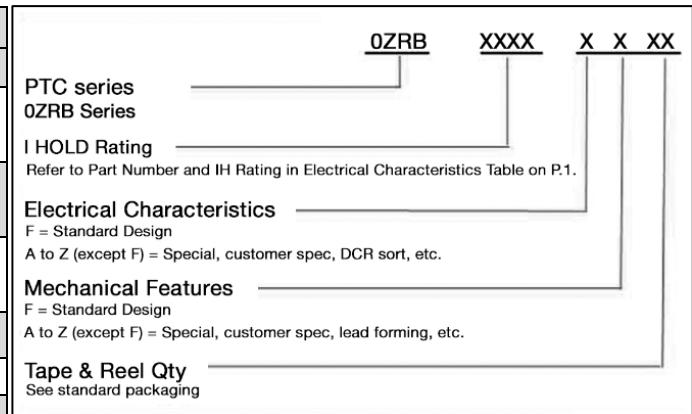 0ZRB XXXX X X XX
PTC series
0ZRB Series
I HOLD Rating
Refer to Part Number and IH Rating in Electrical Characteristics Table on P.1.
Electrical Characteristics
F = Standard Design
A to Z (except F) = Special, customer spec, DCR sort, etc.
Mechanical Features
F = Standard Design
A to Z (except F) = Special, customer spec, lead forming, etc.
Tape & Reel Qty
See standard packaging